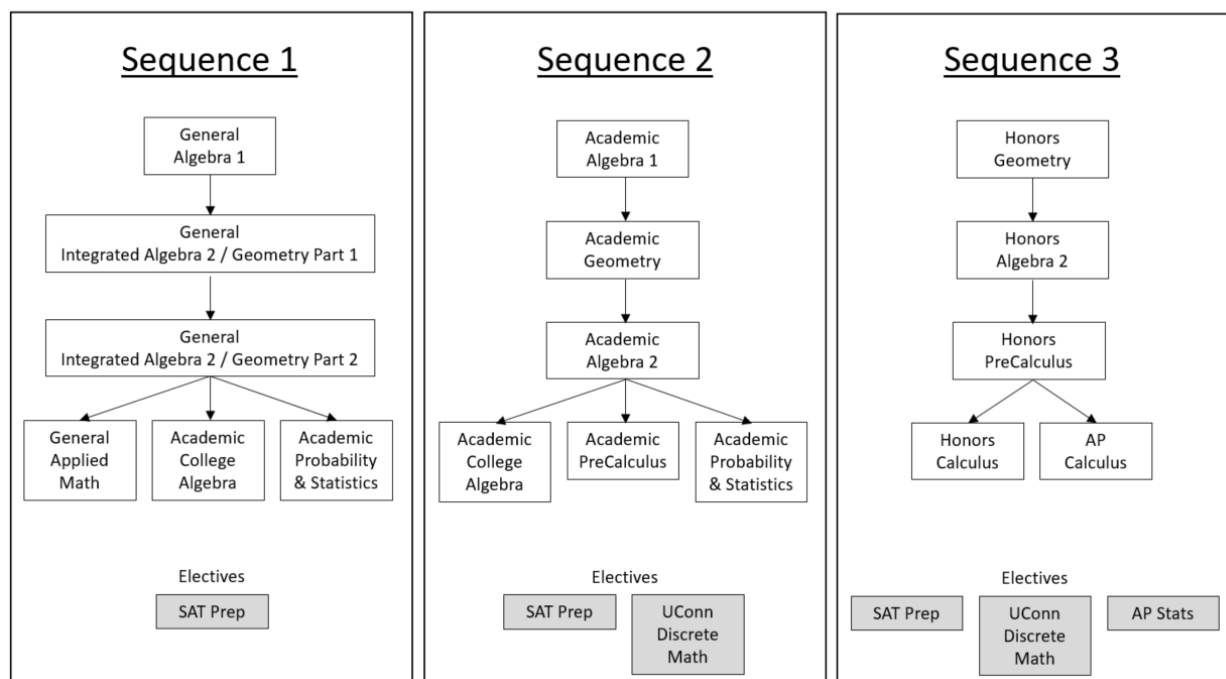 Sequence 1
General
Algebra 1
General
Integrated Algebra 2 / Geometry Part 1
General
Integrated Algebra 2 / Geometry Part 2
General
Applied
Math
Academic
College
Algebra
Academic
Probability
& Statistics
Electives
SAT Prep
Sequence 2
Academic
Algebra 1
Academic
Geometry
Academic
Algebra 2
Academic
College
Algebra
Academic
PreCalculus
Academic
Probability
& Statistics
Electives
SAT Prep
UConn
Discrete
Math
Sequence 3
Honors
Geometry
Honors
Algebra 2
Honors
PreCalculus
Honors
Calculus
AP
Calculus
Electives
SAT Prep
UConn
Discrete
Math
AP Stats